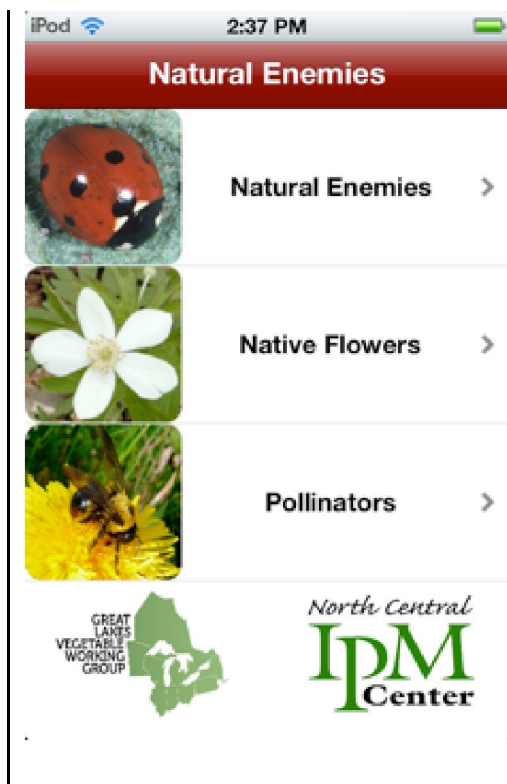 iPod 2:37 PM
Natural Enemies
Natural Enemies
Native Flowers
Pollinators
GREAT
LAKES
VEGETABLE
WORKING
GROUP
North Central
IPM
Center